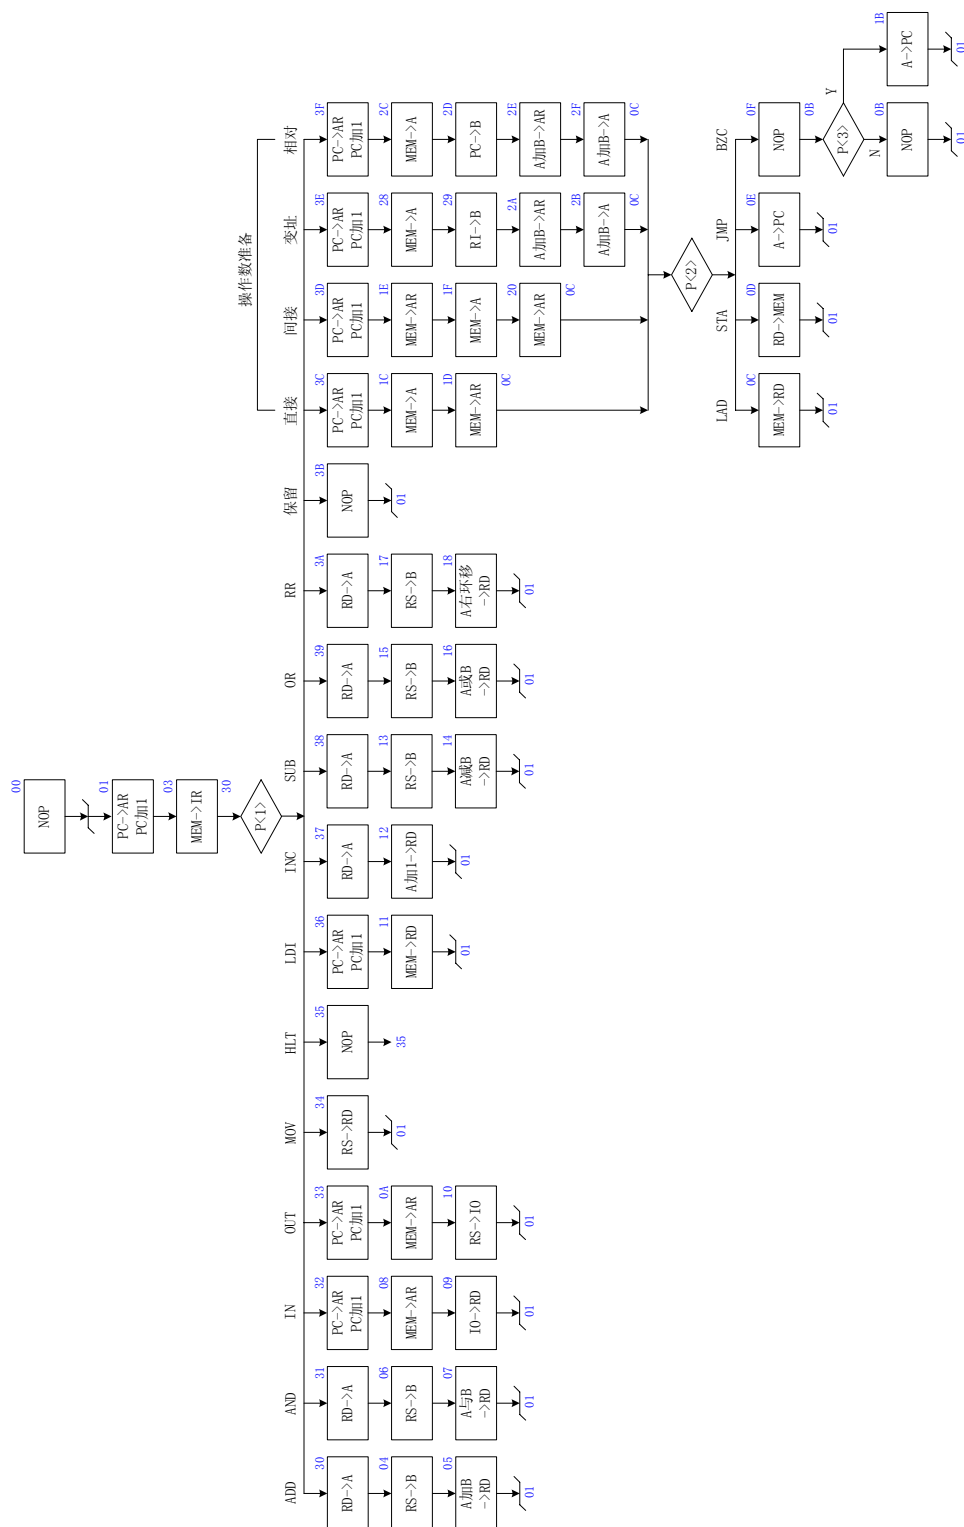 00
NOP
01
PC->AR
PC加1
03
MEM->IR
30
P<1>
ADD
30
RD->A
04
RS->B
05
A加B
->RD
01
AND
31
RD->A
06
RS->B
07
A与B
->RD
01
IN
32
PC->AR
PC加1
08
MEM->AR
09
IO->RD
01
OUT
33
PC->AR
PC加1
0A
MEM->AR
10
RS->IO
01
MOV
34
RS->RD
01
HLT
35
NOP
35
LDI
36
PC->AR
PC加1
11
MEM->RD
01
INC
37
RD->A
12
A加1->RD
01
SUB
38
RD->A
13
RS->B
14
A减B
->RD
01
OR
39
RD->A
15
RS->B
16
A或B
->RD
01
RR
3A
RD->A
17
RS->B
18
A右环移
->RD
01
保留
3B
NOP
01
操作数准备
直接
3C
PC->AR
PC加1
1C
MEM->A
1D
MEM->AR
0C
间接
3D
PC->AR
PC加1
1E
MEM->AR
1F
MEM->A
20
MEM->AR
0C
变址
3E
PC->AR
PC加1
28
MEM->A
29
RI->B
2A
A加B->AR
2B
A加B->A
0C
相对
3F
PC->AR
PC加1
2C
MEM->A
2D
PC->B
2E
A加B->AR
2F
A加B->A
0C
P<2>
LAD
0C
MEM->RD
01
STA
0D
RD->MEM
01
JMP
0E
A->PC
01
BZC
0F
NOP
0B
P<3>
N
0B
NOP
01
Y
1B
A->PC
01